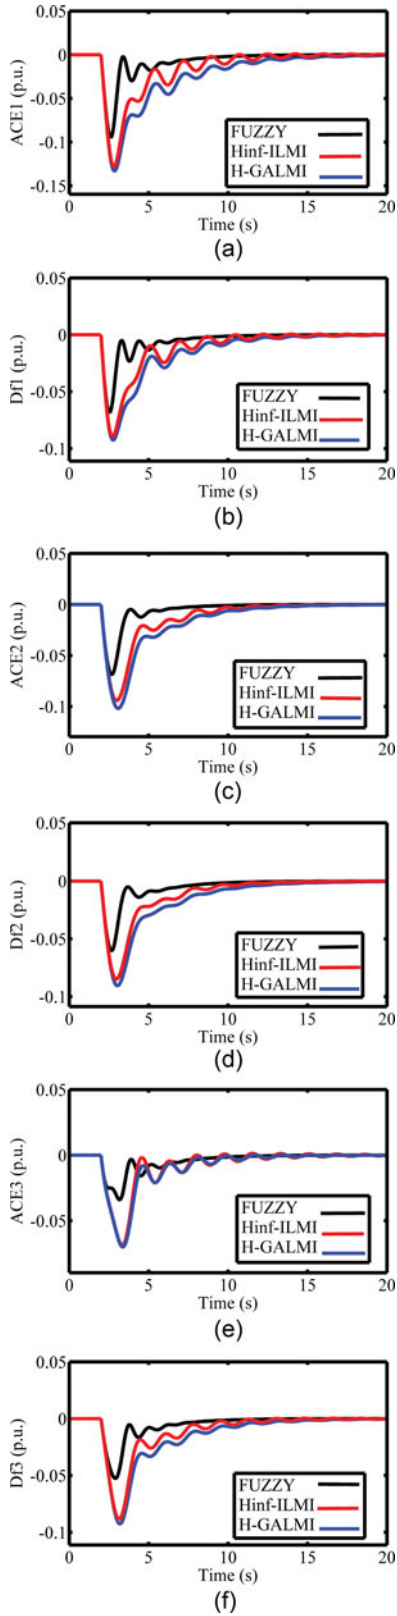 0.05
0
-0.05
-0.1
-0.15
ACE1 (p.u.)
FUZZY
Hinf-ILMI
H-GALMI
0 5 10 15 20
Time (s)
(a)
0.05
0
-0.05
-0.1
Df1 (p.u.)
FUZZY
Hinf-ILMI
H-GALMI
0 5 10 15 20
Time (s)
(b)
0.05
0
-0.05
-0.1
ACE2 (p.u.)
FUZZY
Hinf-ILMI
H-GALMI
0 5 10 15 20
Time (s)
(c)
0.05
0
-0.05
-0.1
Df2 (p.u.)
FUZZY
Hinf-ILMI
H-GALMI
0 5 10 15 20
Time (s)
(d)
0.05
0
-0.05
ACE3 (p.u.)
FUZZY
Hinf-ILMI
H-GALMI
0 5 10 15 20
Time (s)
(e)
0.05
0
-0.05
-0.1
Df3 (p.u.)
FUZZY
Hinf-ILMI
H-GALMI
0 5 10 15 20
Time (s)
(f)